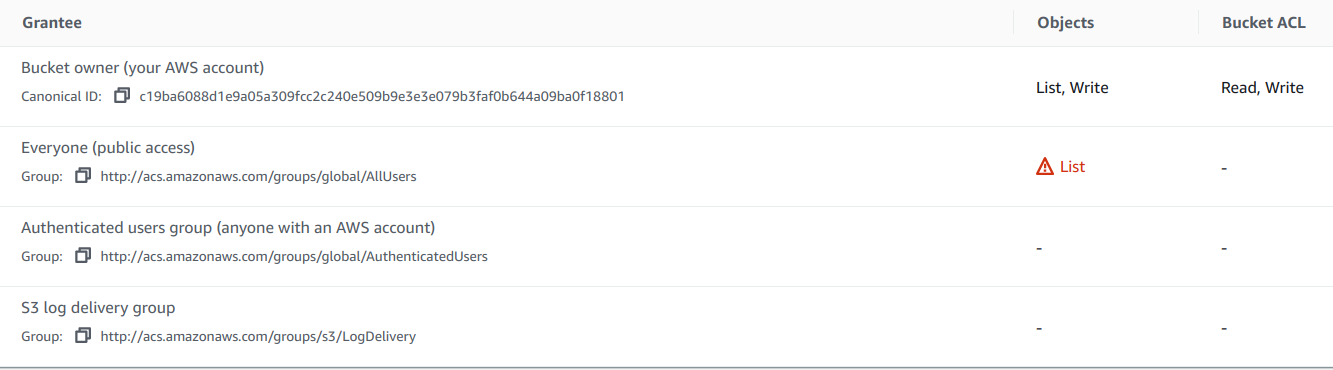 Grantee Objects Bucket ACL
Bucket owner (your AWS account)
Canonical ID: c19ba6088d1e9a05a309fcc2c240e509b9e3e3e079b3faf0b644a09ba0f18801 List, Write Read, Write
Everyone (public access)
Group: http://acs.amazonaws.com/groups/global/AllUsers List -
Authenticated users group (anyone with an AWS account)
Group: http://acs.amazonaws.com/groups/global/AuthenticatedUsers - -
S3 log delivery group
Group: http://acs.amazonaws.com/groups/s3/LogDelivery - -